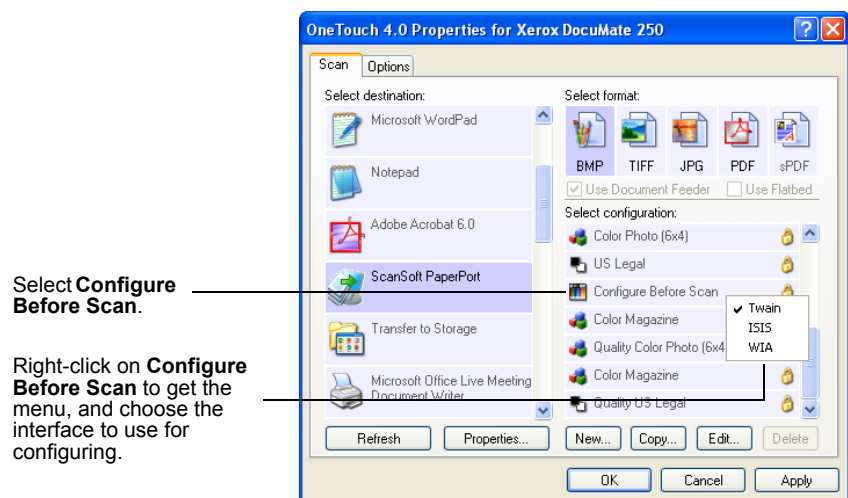 OneTouch 4.0 Properties for Xerox DocuMate 250
Scan Options
Select destination:
Microsoft WordPad
Notepad
Adobe Acrobat 6.0
ScanSoft PaperPort
Transfer to Storage
Microsoft Office Live Meeting
Document Writer
Refresh Properties...
Select format:
BMP TIFF JPG PDF sPDF
Use Document Feeder Use Flatbed
Select configuration:
Color Photo (6x4)
US Legal
Configure Before Scan
Color Magazine
Quality Color Photo (6x4
Color Magazine
Quality US Legal
Twain
ISIS
WIA
New... Copy... Edit... Delete
OK Cancel Apply
Select Configure
Before Scan.
Right-click on Configure
Before Scan to get the
menu, and choose the
interface to use for
configuring.